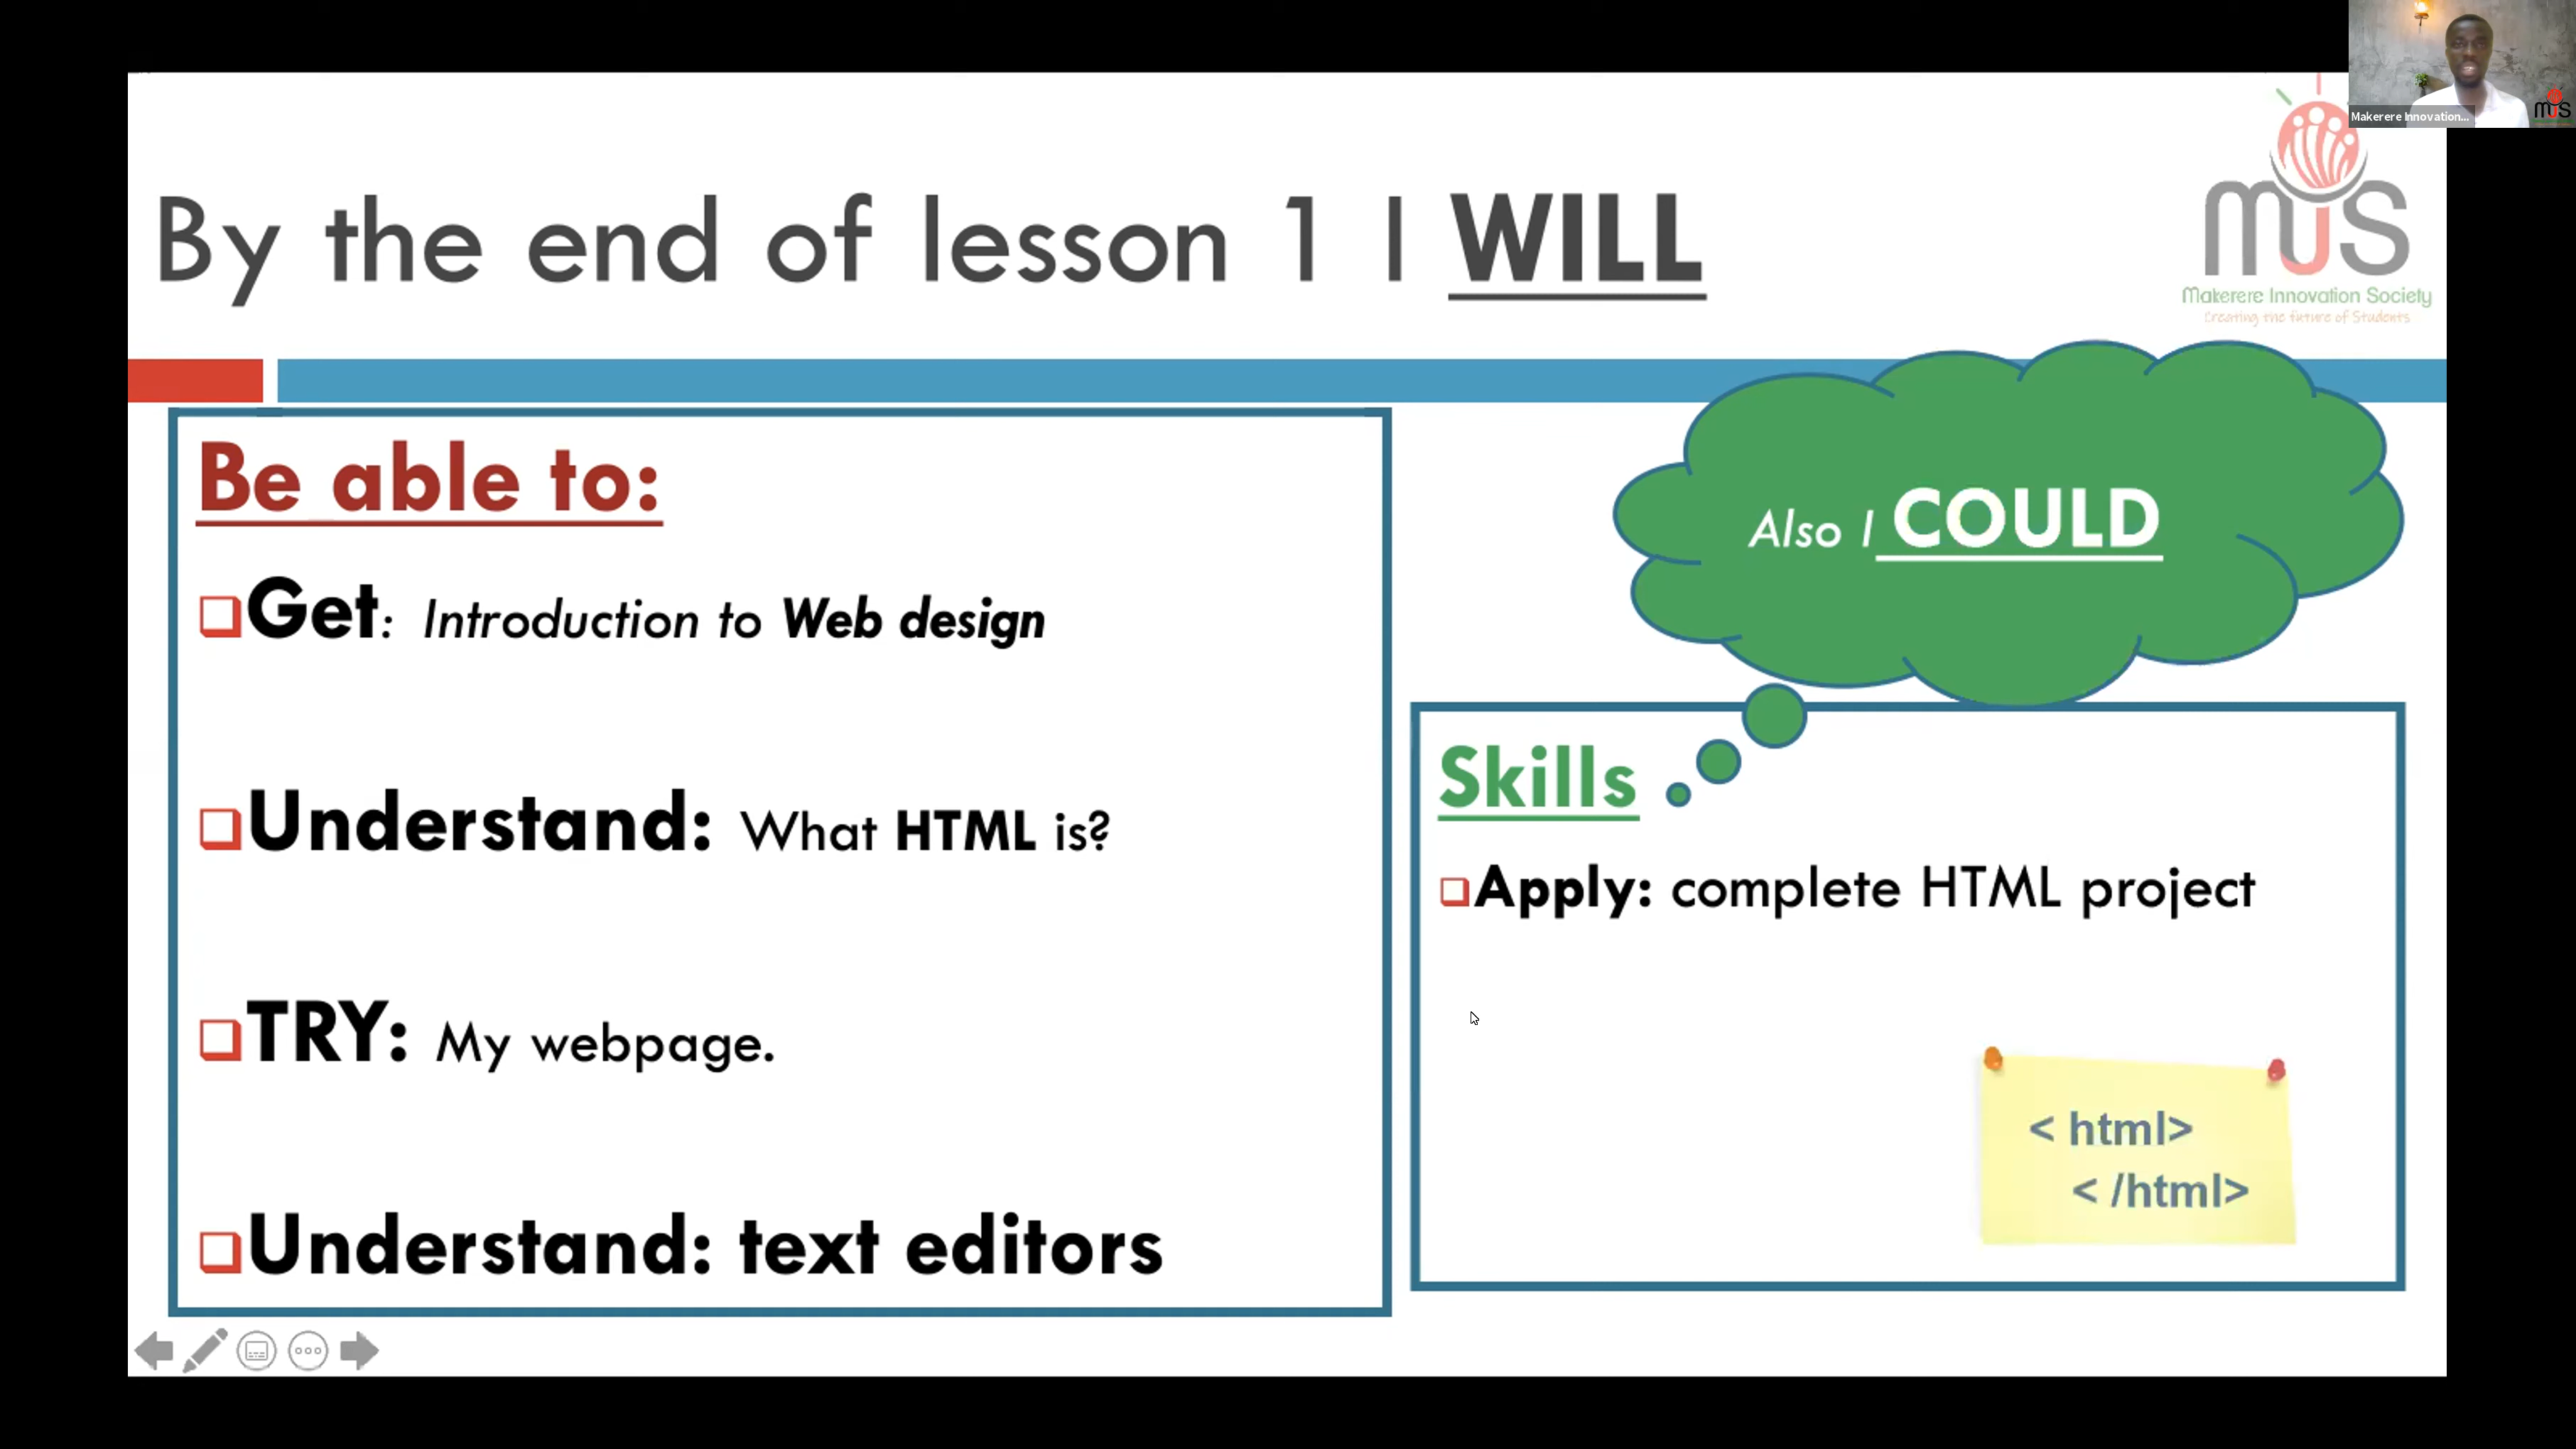 By the end of lesson 1 I WILL
Makerere Innovation...
mis
mis
Makerere Innovation Society
Creating the future of Students
Be able to:
Get: Introduction to Web design
Understand: What HTML is?
TRY: My webpage.
Understand: text editors
Also I COULD
Skills
Apply: complete HTML project
< html>
< /html>